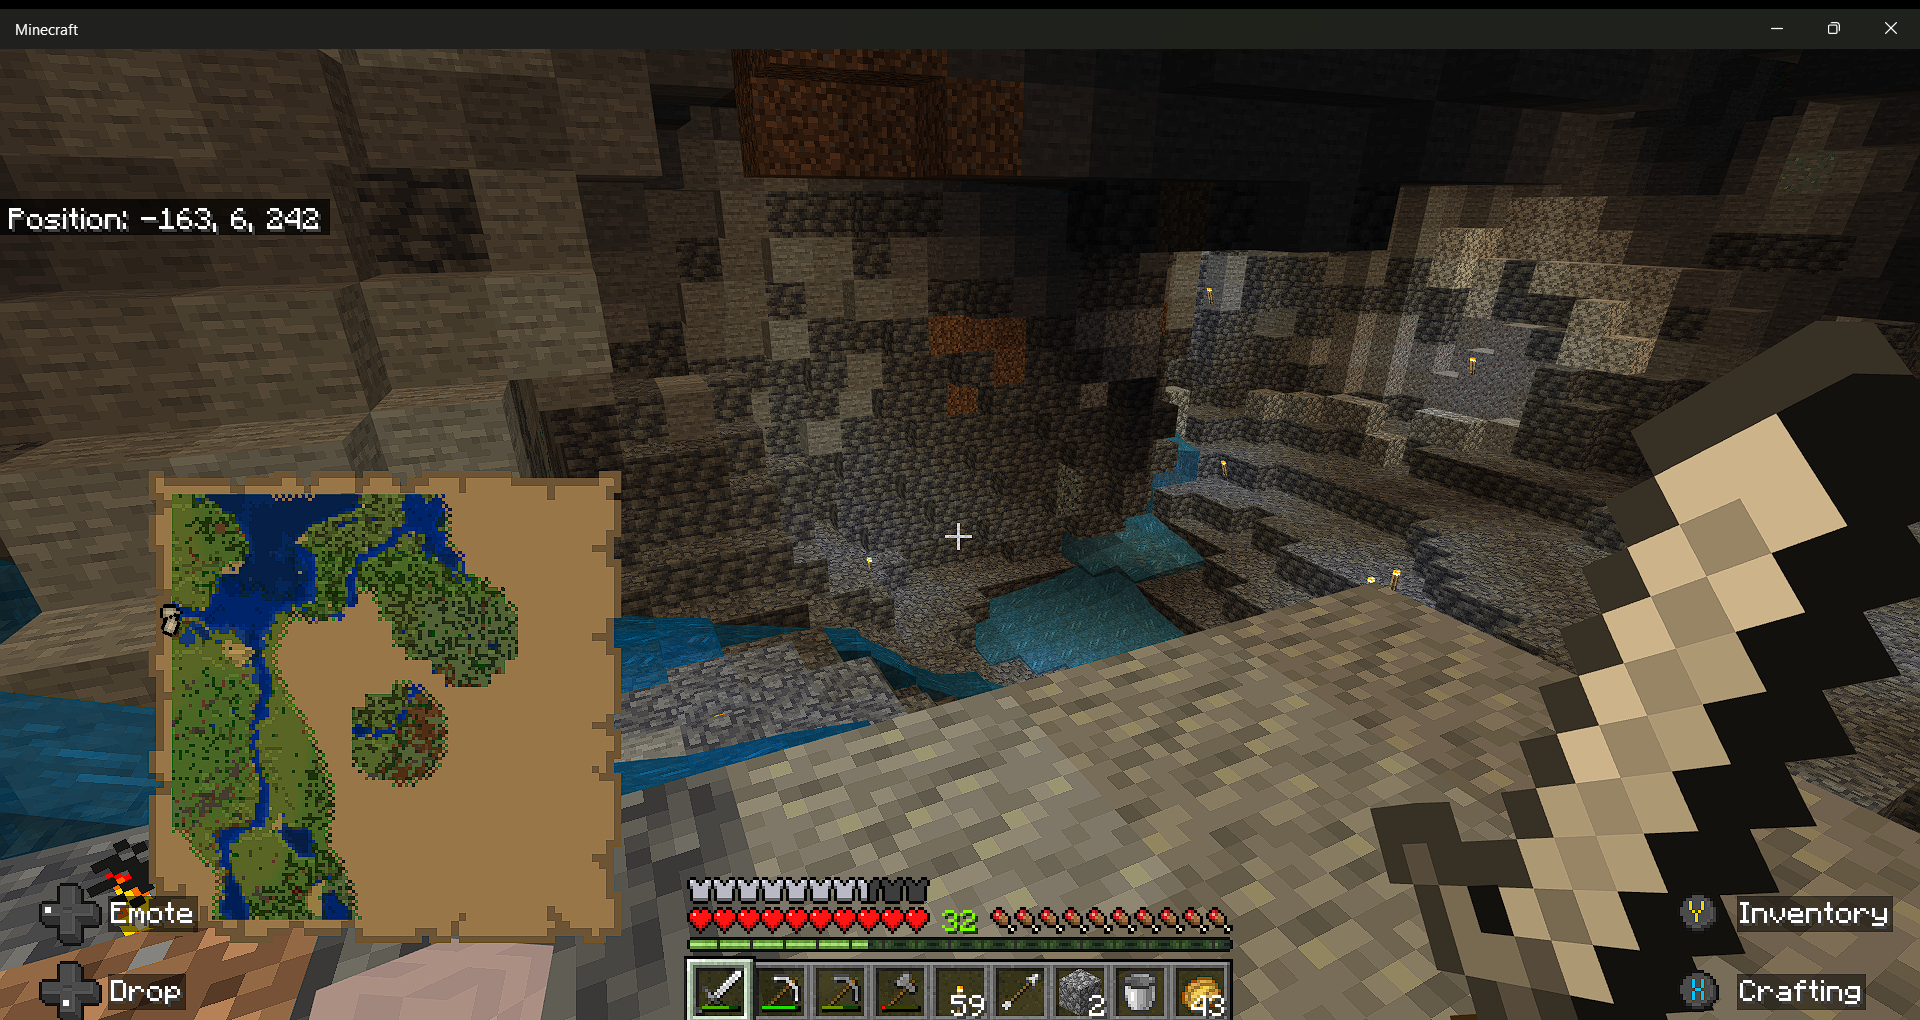 Minecraft
Position: -163, 6, 242
32
Emote
Inventory
Drop
59
2
43
Crafting